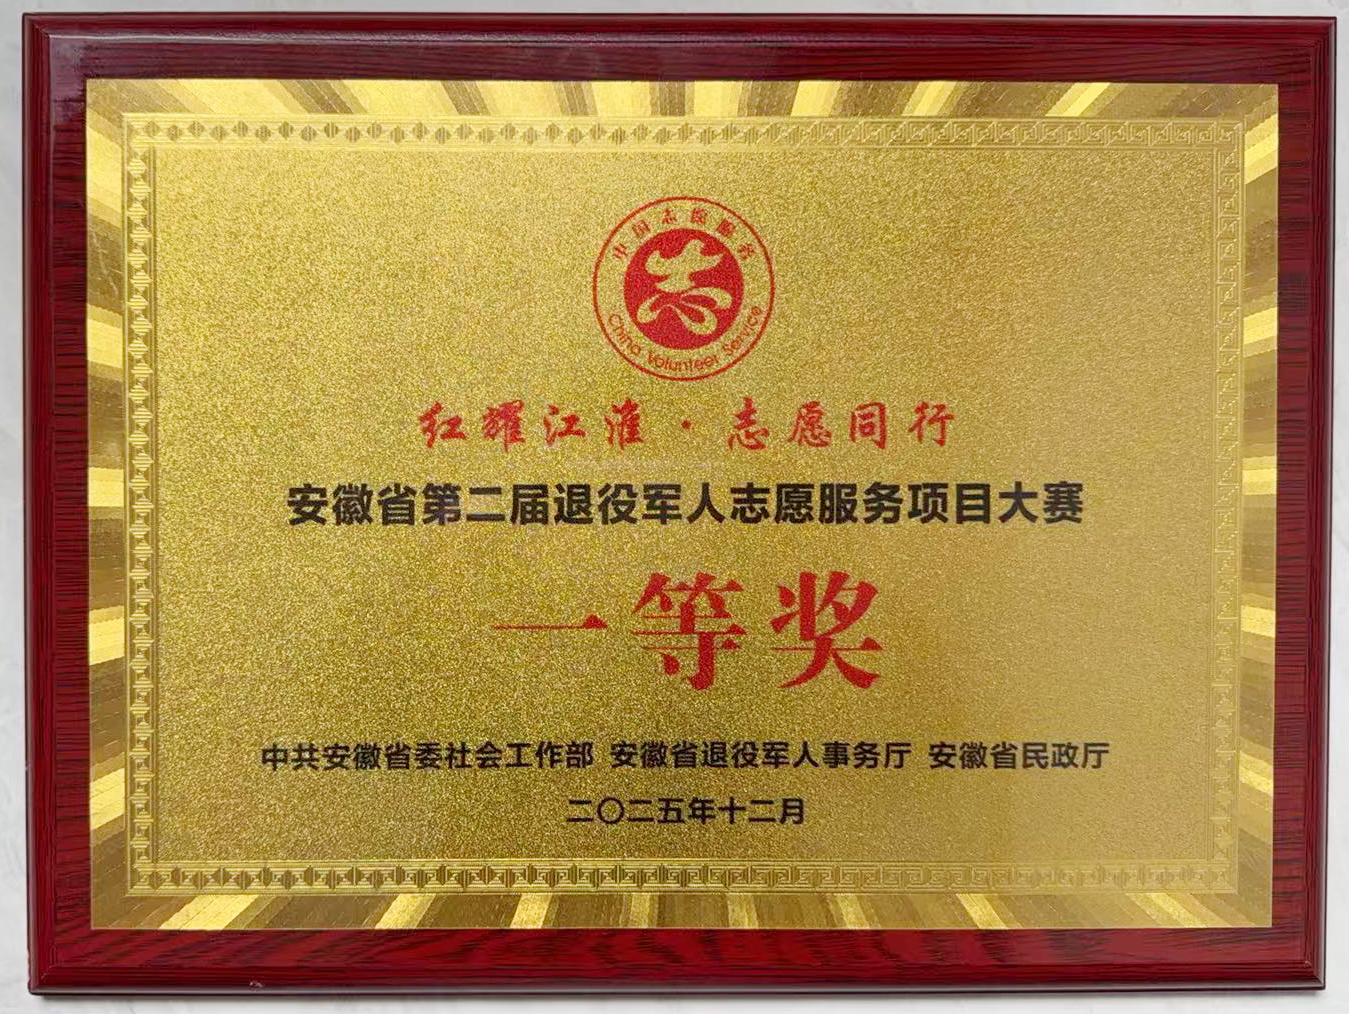 中国志愿服务
China Volunteer Service
红耀江淮·志愿同行
安徽省第二届退役军人志愿服务项目大赛
一等奖
中共安徽省委社会工作部 安徽省退役军人事务厅 安徽省民政厅
二〇二五年十二月